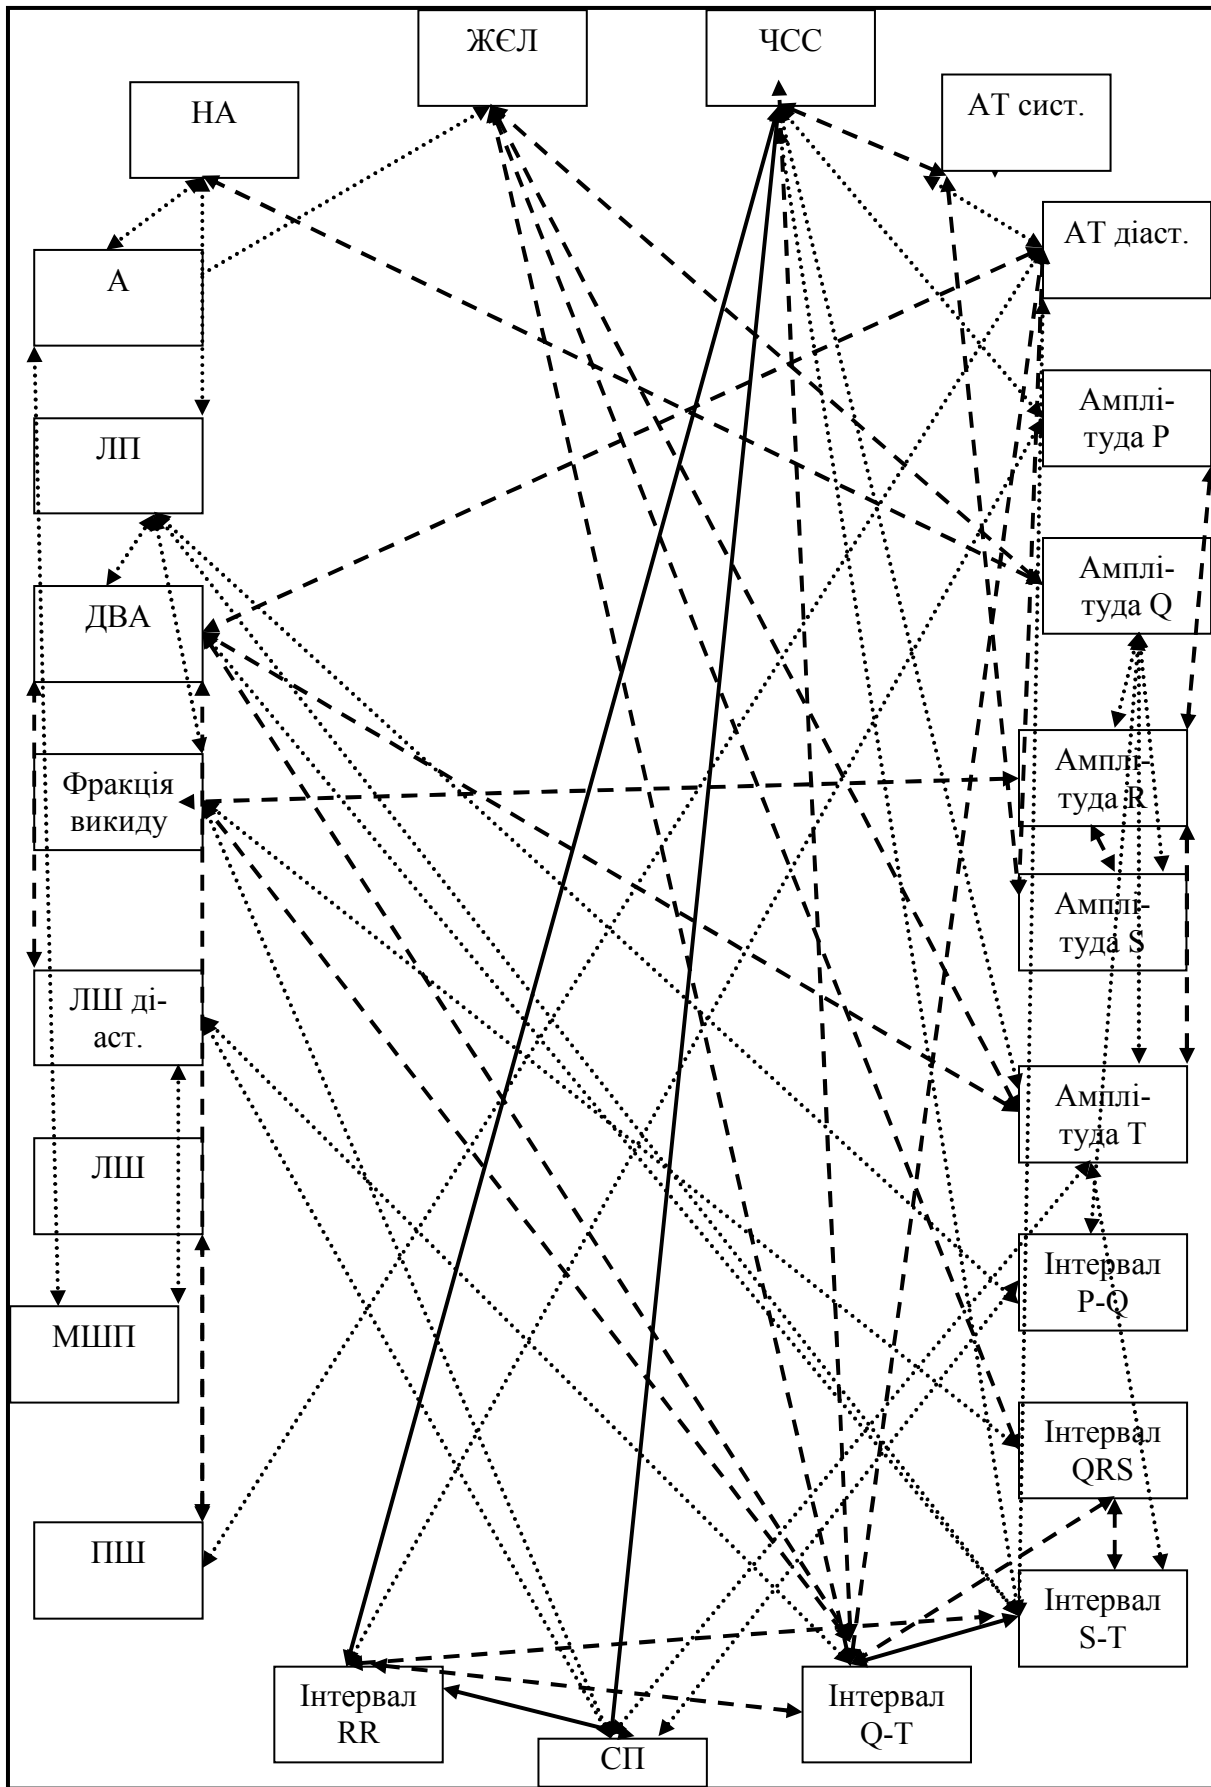 ЖЄЛ
ЧСС
НА
АТ сист.
АТ діаст.
А
Амплі-
туда P
ЛП
Амплі-
туда Q
ДВА
Амплі-
туда R
Фракція
викиду
Амплі-
туда S
ЛШ ді-
аст.
Амплі-
туда T
ЛШ
Інтервал
P-Q
МШП
Інтервал
QRS
ПШ
Інтервал
S-T
Інтервал
RR
СП
Інтервал
Q-T